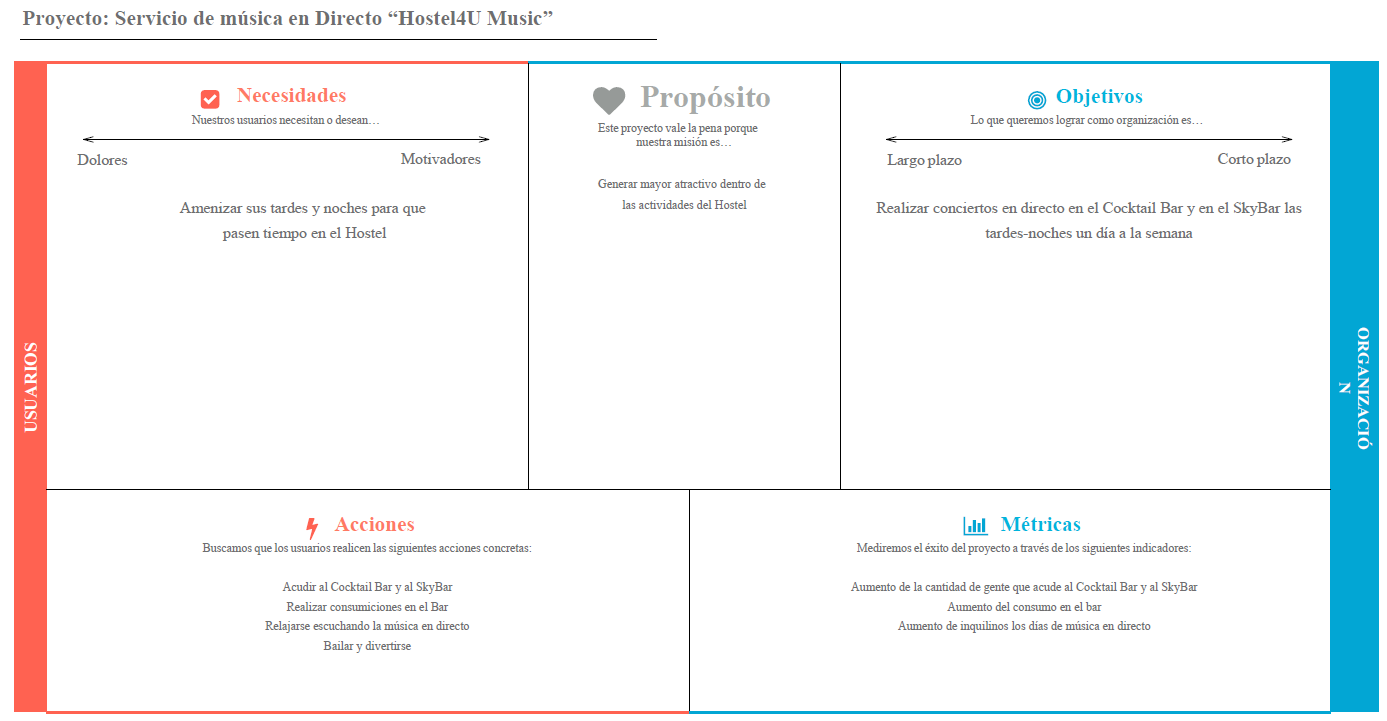 Proyecto: Servicio de música en Directo “Hostel4U Music”
USUARIOS
Necesidades
Nuestros usuarios necesitan o desean…
Dolores
Motivadores
Amenizar sus tardes y noches para que
pasen tiempo en el Hostel
Propósito
Este proyecto vale la pena porque
nuestra misión es…
Generar mayor atractivo dentro de
las actividades del Hostel
Objetivos
Lo que queremos lograr como organización es…
Largo plazo
Corto plazo
Realizar conciertos en directo en el Cocktail Bar y en el SkyBar las
tardes-noches un día a la semana
ORGANIZACIÓ
N
Acciones
Buscamos que los usuarios realicen las siguientes acciones concretas:
Acudir al Cocktail Bar y al SkyBar
Realizar consumiciones en el Bar
Relajarse escuchando la música en directo
Bailar y divertirse
Métricas
Mediremos el éxito del proyecto a través de los siguientes indicadores:
Aumento de la cantidad de gente que acude al Cocktail Bar y al SkyBar
Aumento del consumo en el bar
Aumento de inquilinos los días de música en directo